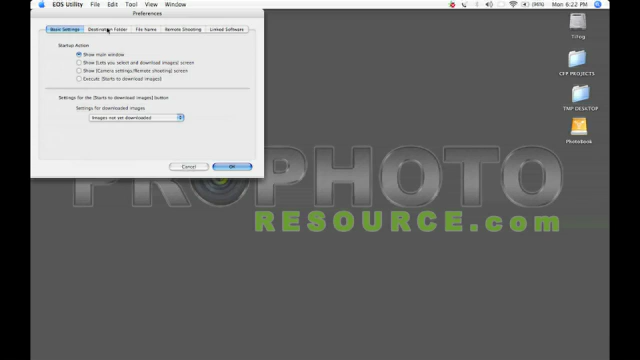 EOS Utility File Edit Tool View Window
(96%) Mon 6:22 PM
Preferences
Basic Settings Destination Folder File Name Remote Shooting Linked Software
Startup Action
Show main window
Show [Lets you select and download images] screen
Show [Camera settings/Remote shooting] screen
Execute [Starts to download images]
Settings for the [Starts to download images] button
Settings for downloaded images
Images not yet downloaded
Cancel OK
CEP PROJECTS
TMP DESKTOP
Photobook
PROPHOTO
RESOURCE.com